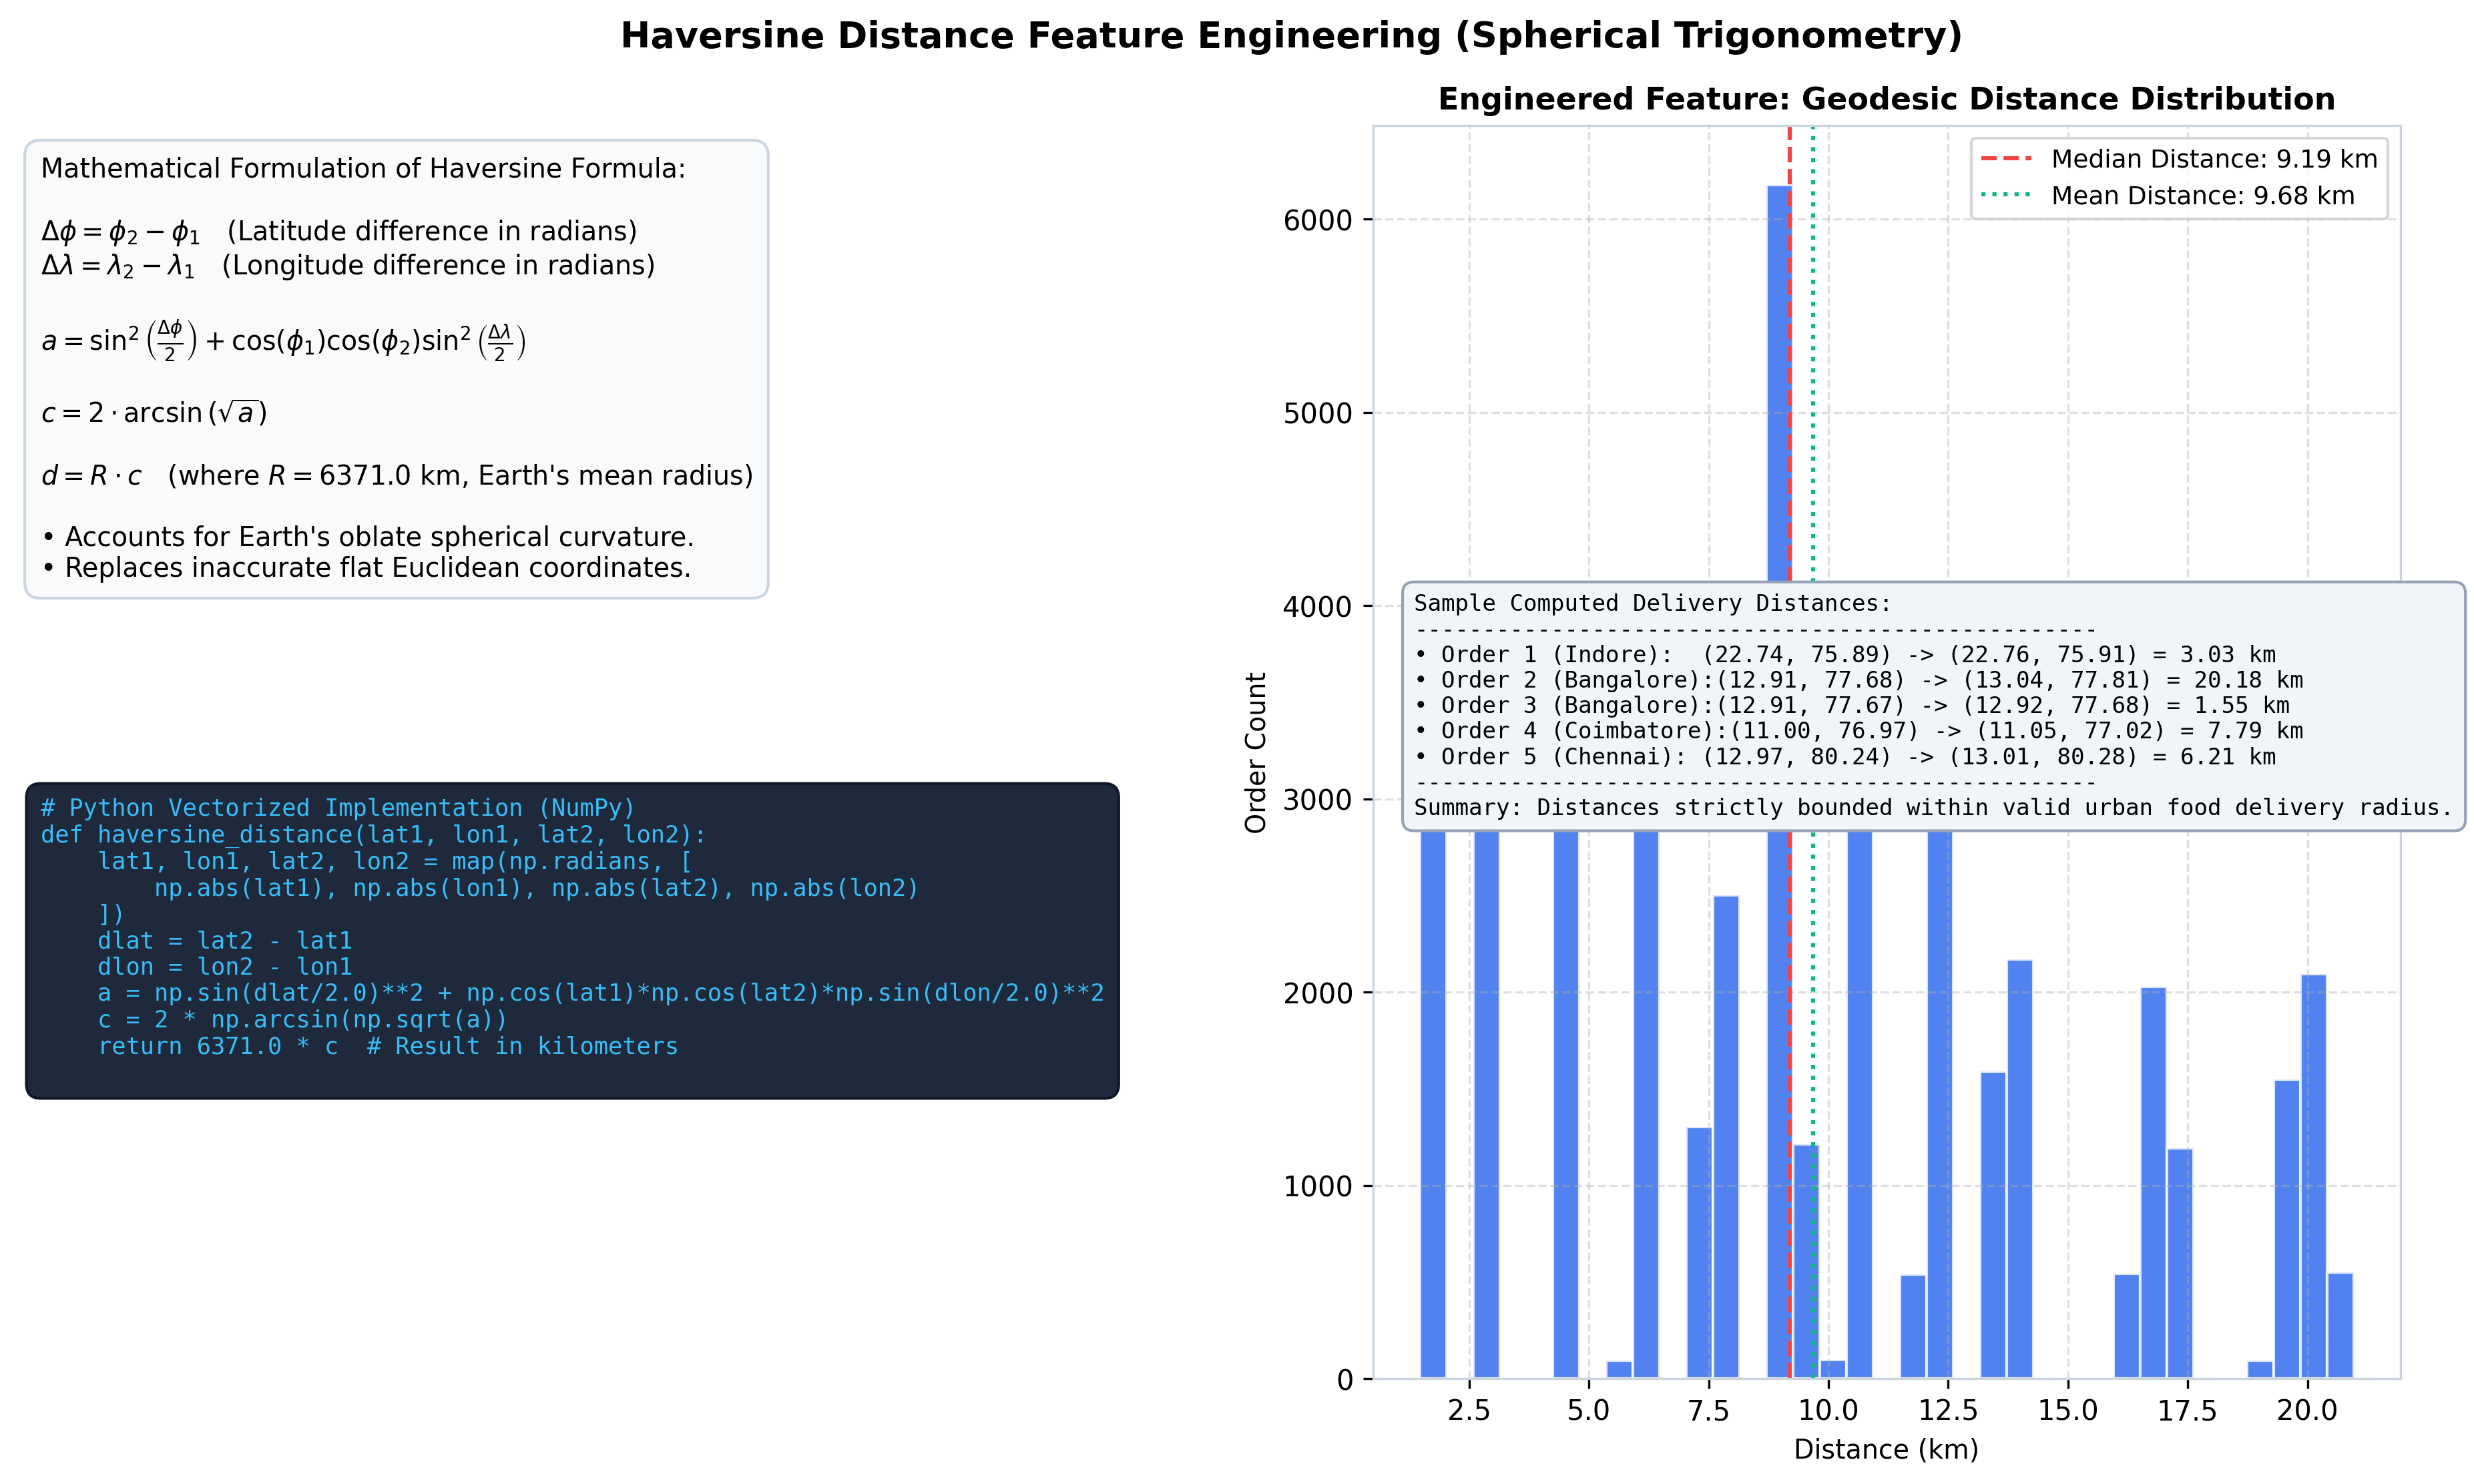 Haversine Distance Feature Engineering (Spherical Trigonometry)
Mathematical Formulation of Haversine Formula:
Δϕ = ϕ₂ − ϕ₁   (Latitude difference in radians)
Δλ = λ₂ − λ₁   (Longitude difference in radians)
a = sin²(Δϕ/2) + cos(ϕ₁)cos(ϕ₂)sin²(Δλ/2)
c = 2 · arcsin(√a)
d = R · c   (where R = 6371.0 km, Earth's mean radius)
• Accounts for Earth's oblate spherical curvature.
• Replaces inaccurate flat Euclidean coordinates.
# Python Vectorized Implementation (NumPy)
def haversine_distance(lat1, lon1, lat2, lon2):
    lat1, lon1, lat2, lon2 = map(np.radians, [
        np.abs(lat1), np.abs(lon1), np.abs(lat2), np.abs(lon2)
    ])
    dlat = lat2 - lat1
    dlon = lon2 - lon1
    a = np.sin(dlat/2.0)**2 + np.cos(lat1)*np.cos(lat2)*np.sin(dlon/2.0)**2
    c = 2 * np.arcsin(np.sqrt(a))
    return 6371.0 * c  # Result in kilometers
Engineered Feature: Geodesic Distance Distribution
Median Distance: 9.19 km
Mean Distance: 9.68 km
Order Count
6000
5000
4000
3000
2000
1000
0
Sample Computed Delivery Distances:
--------------------------------------------------
• Order 1 (Indore):  (22.74, 75.89) -> (22.76, 75.91) = 3.03 km
• Order 2 (Bangalore):(12.91, 77.68) -> (13.04, 77.81) = 20.18 km
• Order 3 (Bangalore):(12.91, 77.67) -> (12.92, 77.68) = 1.55 km
• Order 4 (Coimbatore):(11.00, 76.97) -> (11.05, 77.02) = 7.79 km
• Order 5 (Chennai): (12.97, 80.24) -> (13.01, 80.28) = 6.21 km
--------------------------------------------------
Summary: Distances strictly bounded within valid urban food delivery radius.
2.5 5.0 7.5 10.0 12.5 15.0 17.5 20.0
Distance (km)